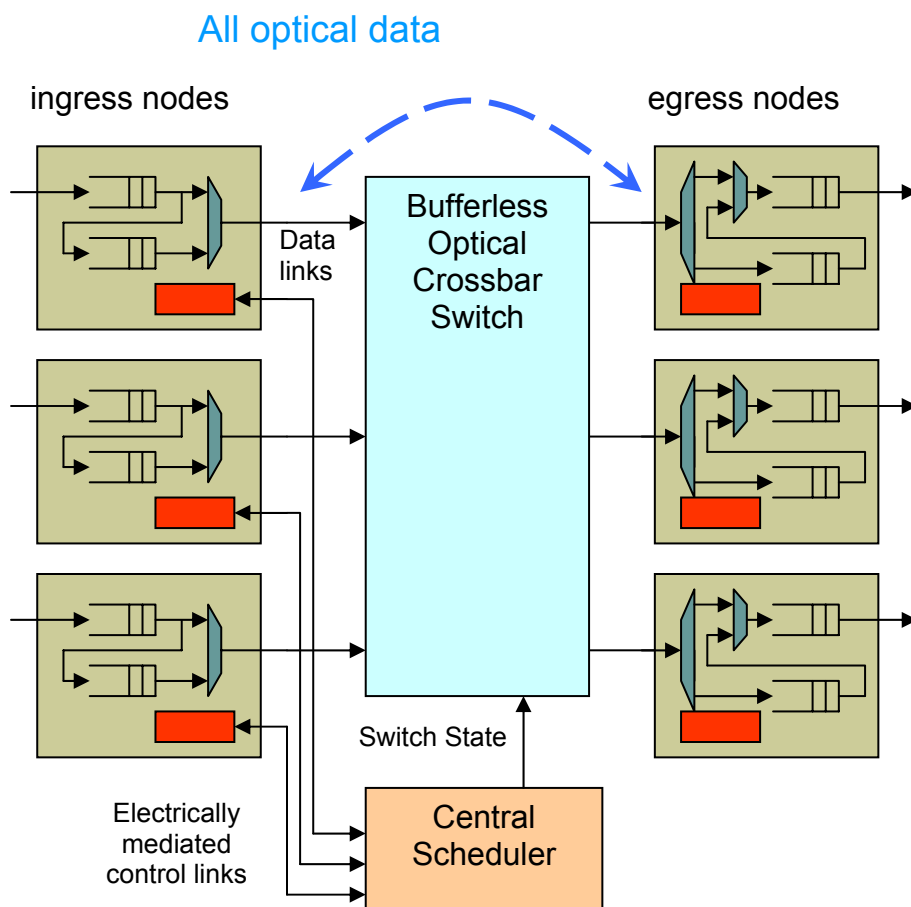 All optical data
ingress nodes
egress nodes
Data
links
Bufferless
Optical
Crossbar
Switch
Switch State
Electrically
mediated
control links
Central
Scheduler